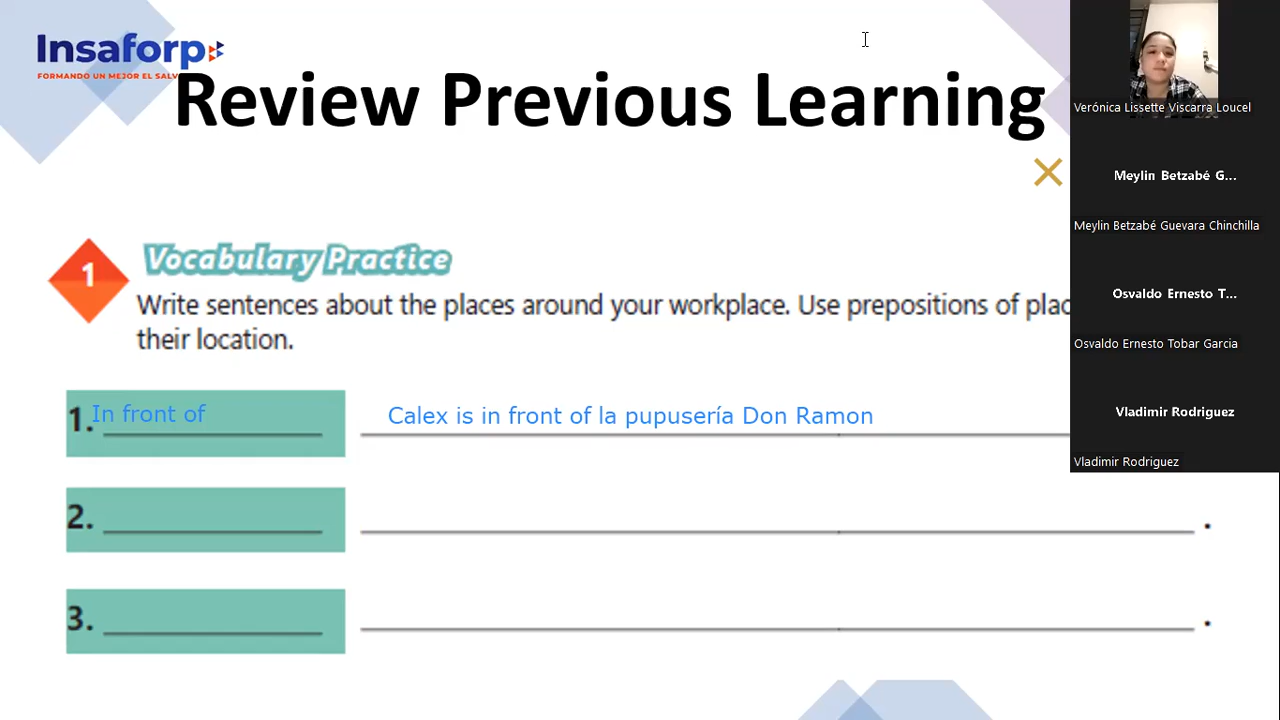 Insaforp
FORMANDO UN MEJOR EL SALV
Review Previous Learning
1
Vocabulary Practice
Write sentences about the places around your workplace. Use prepositions of plac
their location.
1. In front of Calex is in front of la pupusería Don Ramon
2. .
3. .
Verónica Lissette Viscarra Loucel
Meylin Betzabé G...
Meylin Betzabé Guevara Chinchilla
Osvaldo Ernesto T...
Osvaldo Ernesto Tobar Garcia
Vladimir Rodriguez
Vladimir Rodriguez